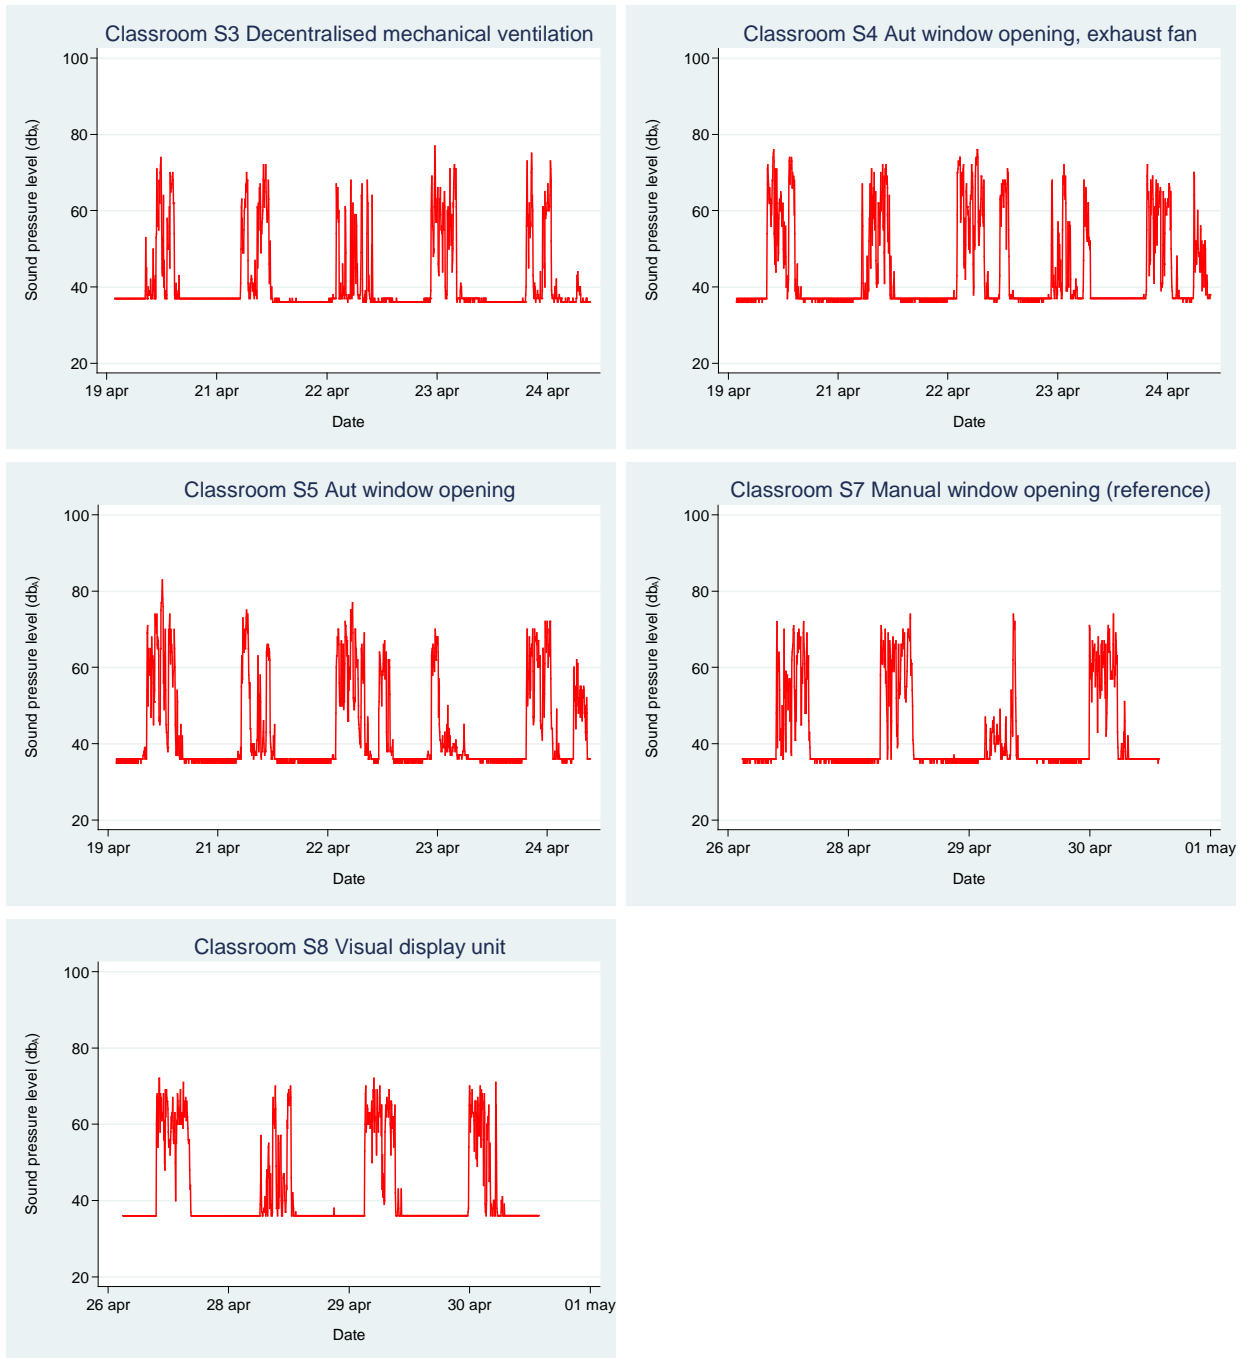 Classroom S3 Decentralised mechanical ventilation
100
80
60
40
20
Sound pressure level (dbA)
19 apr 21 apr 22 apr 23 apr 24 apr
Date
Classroom S4 Aut window opening, exhaust fan
100
80
60
40
20
Sound pressure level (dbA)
19 apr 21 apr 22 apr 23 apr 24 apr
Date
Classroom S5 Aut window opening
100
80
60
40
20
Sound pressure level (dbA)
19 apr 21 apr 22 apr 23 apr 24 apr
Date
Classroom S7 Manual window opening (reference)
100
80
60
40
20
Sound pressure level (dbA)
26 apr 28 apr 29 apr 30 apr 01 may
Date
Classroom S8 Visual display unit
100
80
60
40
20
Sound pressure level (dbA)
26 apr 28 apr 29 apr 30 apr 01 may
Date